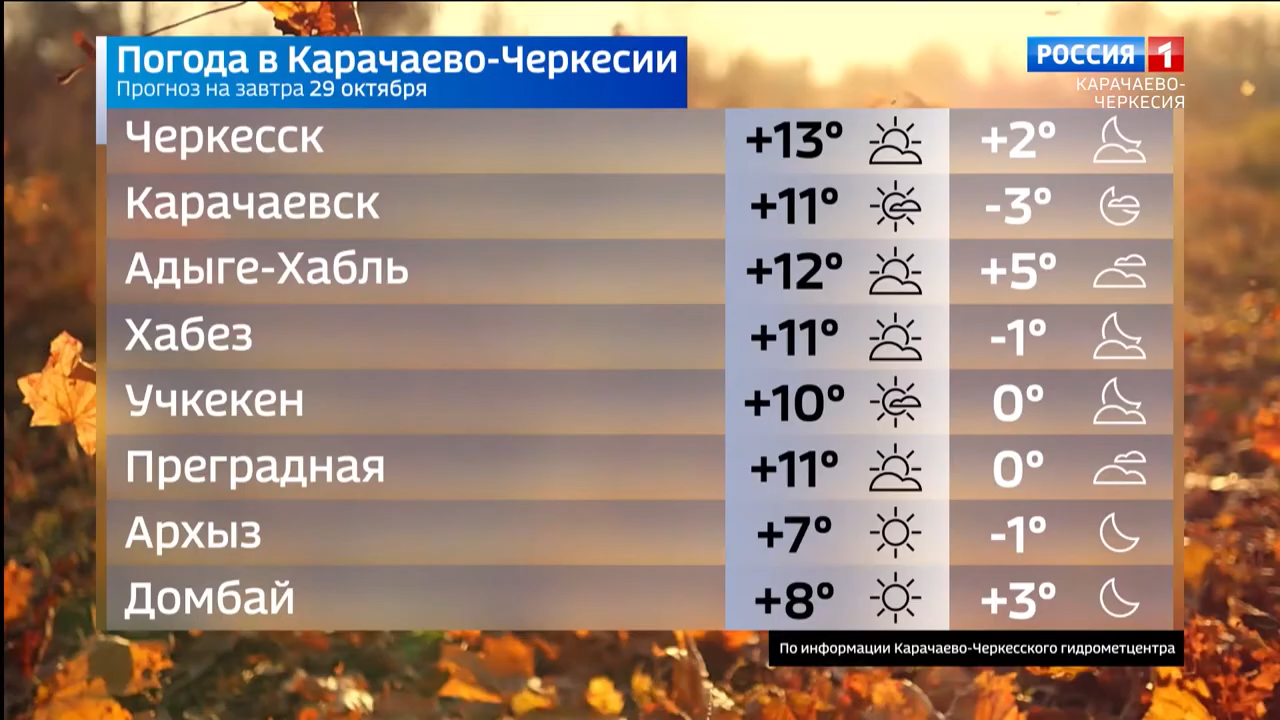 Погода в Карачаево-Черкесии
Прогноз на завтра 29 октября
РОССИЯ 1
КАРАЧАЕВО-
ЧЕРКЕСИЯ
Черкесск +13° +2°
Карачаевск +11° -3°
Адыге-Хабль +12° +5°
Хабез +11° -1°
Учкекен +10° 0°
Преградная +11° 0°
Архыз +7° -1°
Домбай +8° +3°
По информации Карачаево-Черкесского гидрометцентра